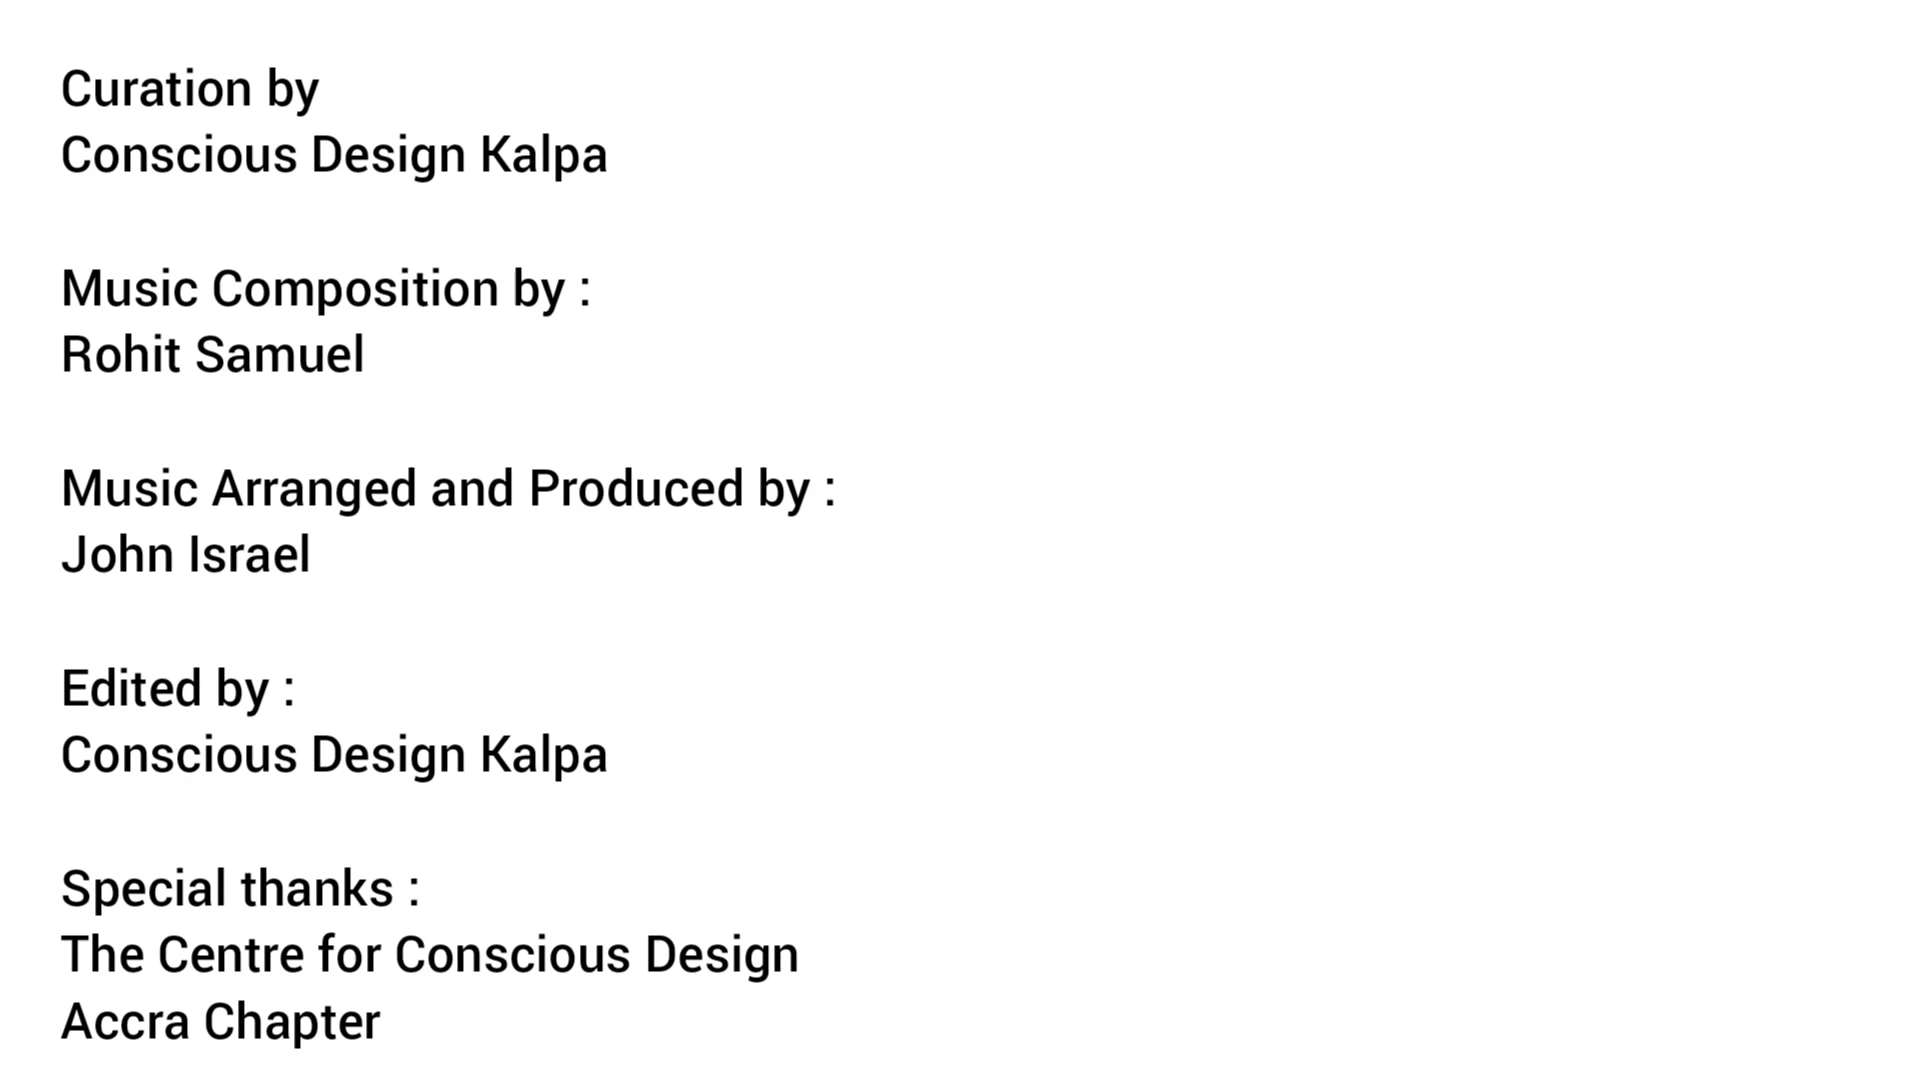 Curation by
Conscious Design Kalpa
Music Composition by :
Rohit Samuel
Music Arranged and Produced by :
John Israel
Edited by :
Conscious Design Kalpa
Special thanks :
The Centre for Conscious Design
Accra Chapter